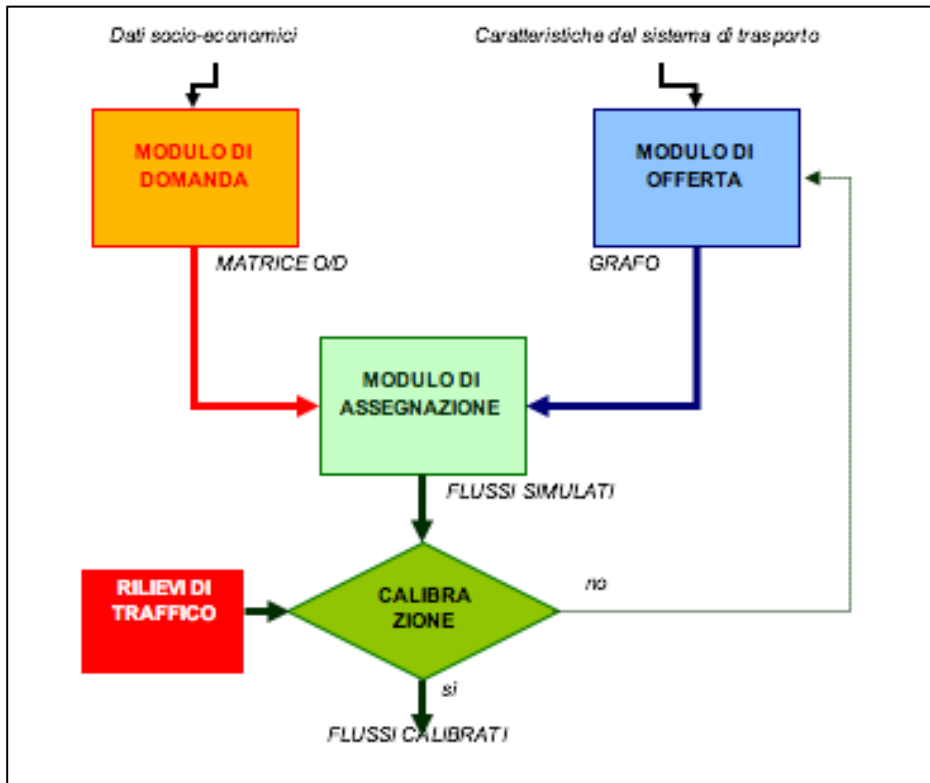 Dati socio-economici
Caratteristiche del sistema di trasporto
MODULO DI
DOMANDA
MODULO DI
OFFERTA
MATRICE O/D
GRAFO
MODULO DI
ASSEGNAZIONE
FLUSSI SIMULATI
RILIEVI DI
TRAFFICO
CALIBRA
ZIONE
no
si
FLUSSI CALIBRATI